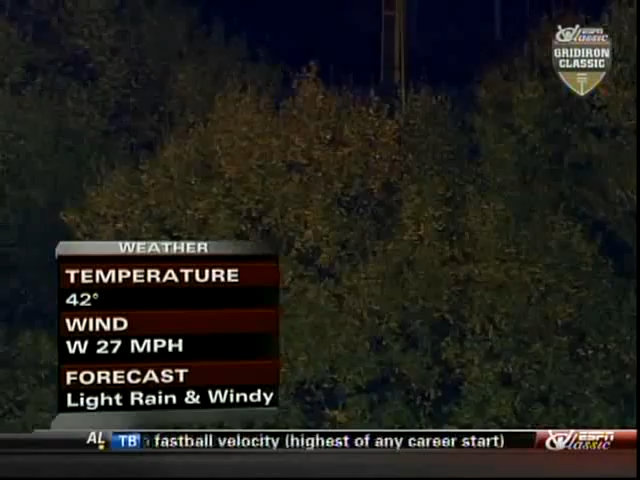 ESPN
Classic
GRIDIRON
CLASSIC
WEATHER
TEMPERATURE
42°
WIND
W 27 MPH
FORECAST
Light Rain & Windy
AL TB fastball velocity (highest of any career start) ESPN
Classic